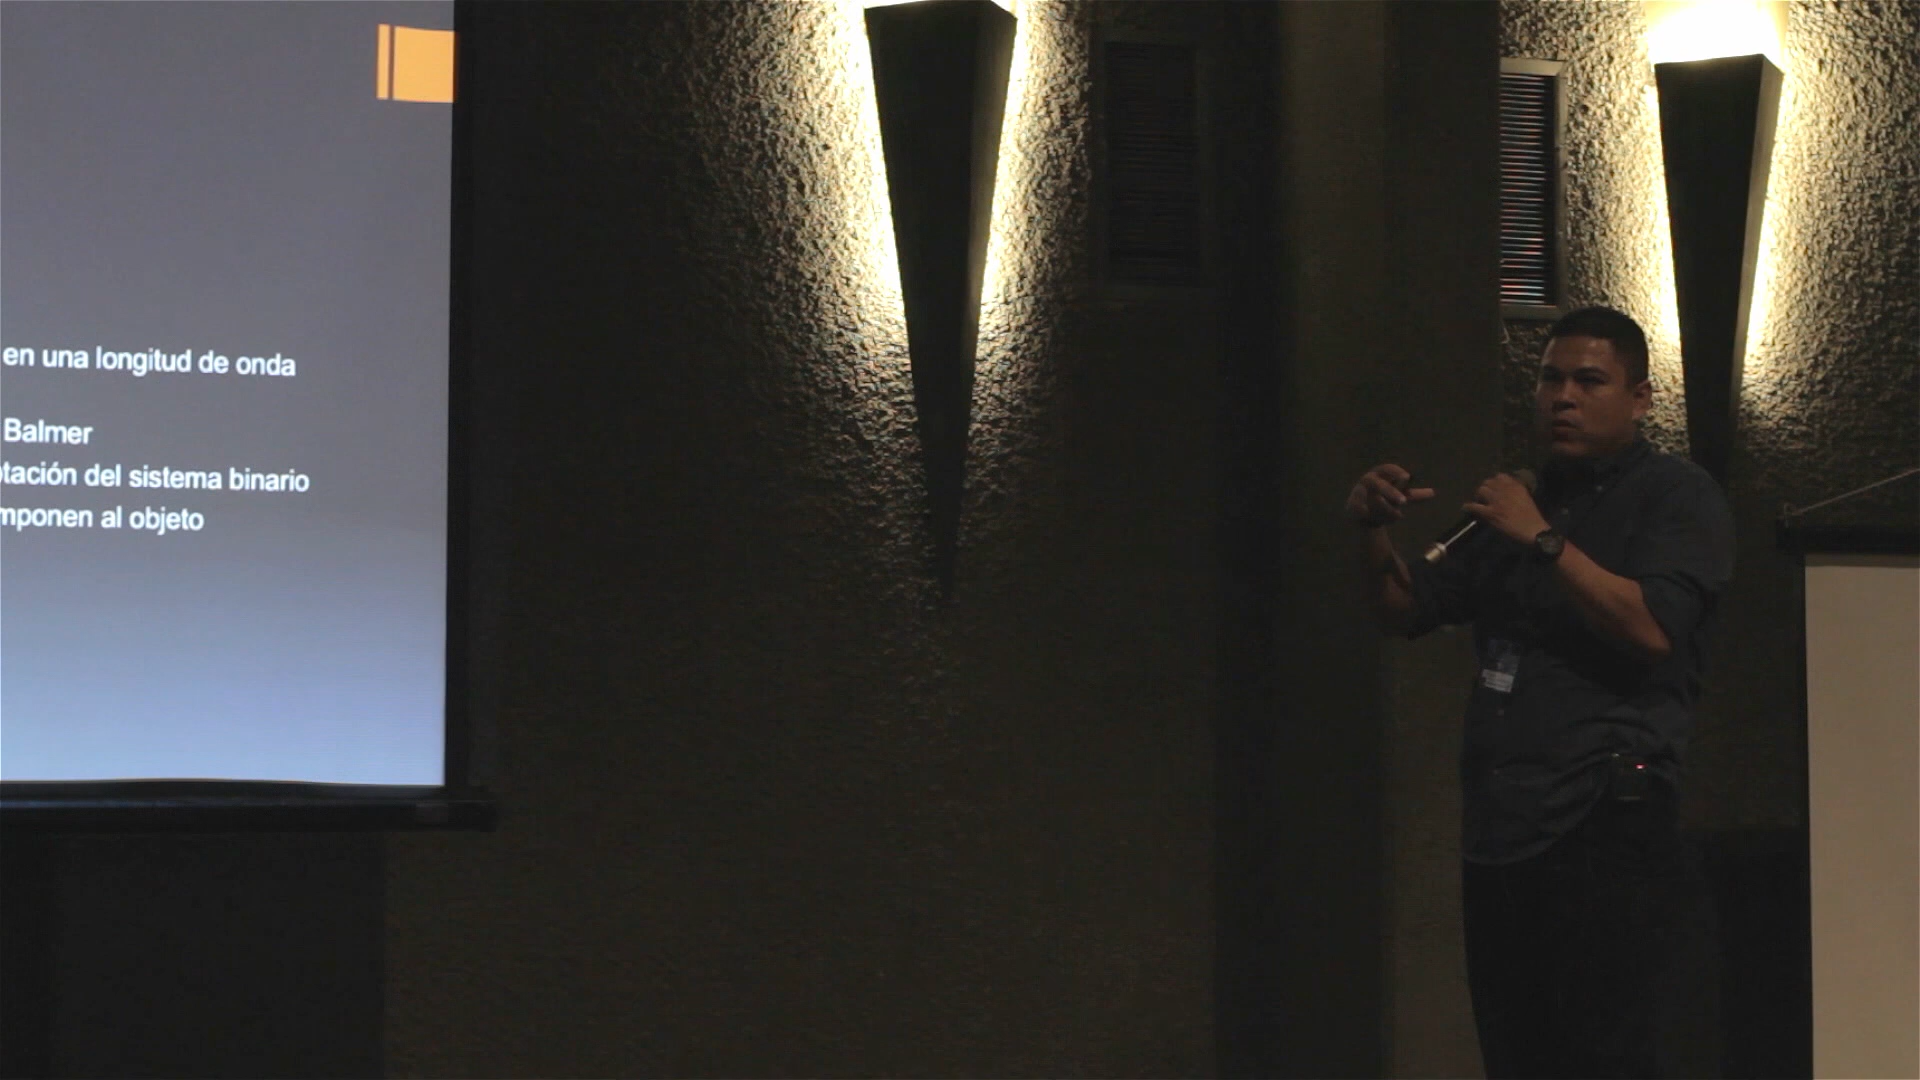 en una longitud de onda
Balmer
tación del sistema binario
mponen al objeto